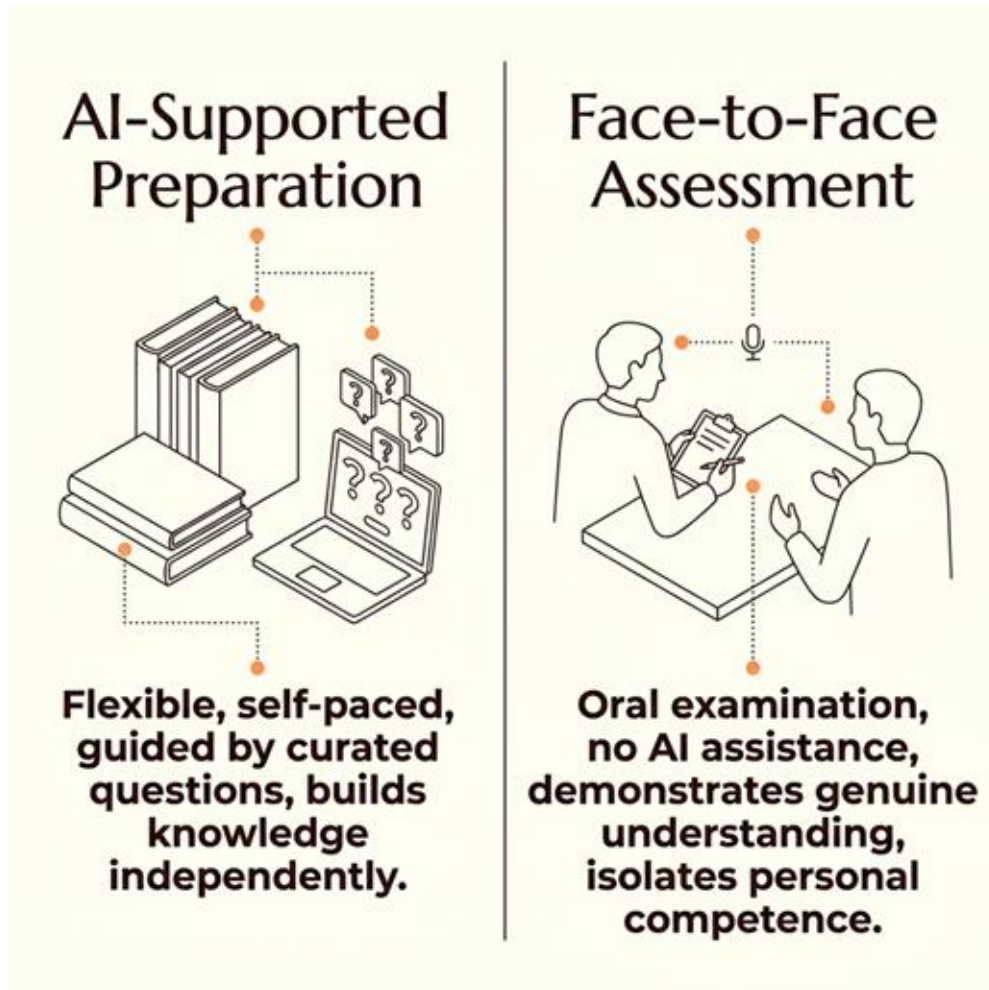 AI-Supported
Preparation
Flexible, self-paced,
guided by curated
questions, builds
knowledge
independently.
Face-to-Face
Assessment
Oral examination,
no AI assistance,
demonstrates genuine
understanding,
isolates personal
competence.